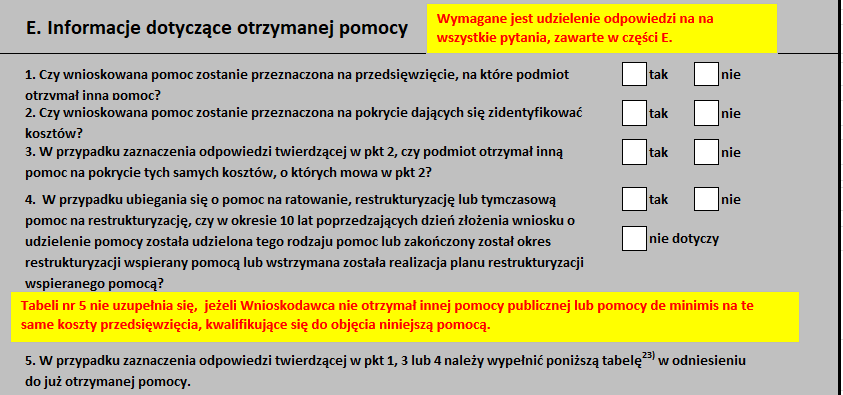 E. Informacje dotyczące otrzymanej pomocy
Wymagane jest udzielenie odpowiedzi na na
wszystkie pytania, zawarte w części E.
1. Czy wnioskowana pomoc zostanie przeznaczona na przedsięwzięcie, na które podmiot
otrzymał inną pomoc?
tak nie
2. Czy wnioskowana pomoc zostanie przeznaczona na pokrycie dających się zidentyfikować
kosztów?
tak nie
3. W przypadku zaznaczenia odpowiedzi twierdzącej w pkt 2, czy podmiot otrzymał inną
pomoc na pokrycie tych samych kosztów, o których mowa w pkt 2?
tak nie
4. W przypadku ubiegania się o pomoc na ratowanie, restrukturyzację lub tymczasową
pomoc na restrukturyzację, czy w okresie 10 lat poprzedzających dzień złożenia wniosku o
udzielenie pomocy została udzielona tego rodzaju pomoc lub zakończony został okres
restrukturyzacji wspierany pomocą lub wstrzymana została realizacja planu restrukturyzacji
wspieranego pomocą?
tak nie
nie dotyczy
Tabeli nr 5 nie uzupełnia się, jeżeli Wnioskodawca nie otrzymał innej pomocy publicznej lub pomocy de minimis na te
same koszty przedsięwzięcia, kwalifikujące się do objęcia niniejszą pomocą.
5. W przypadku zaznaczenia odpowiedzi twierdzącej w pkt 1, 3 lub 4 należy wypełnić poniższą tabelę23) w odniesieniu
do już otrzymanej pomocy.